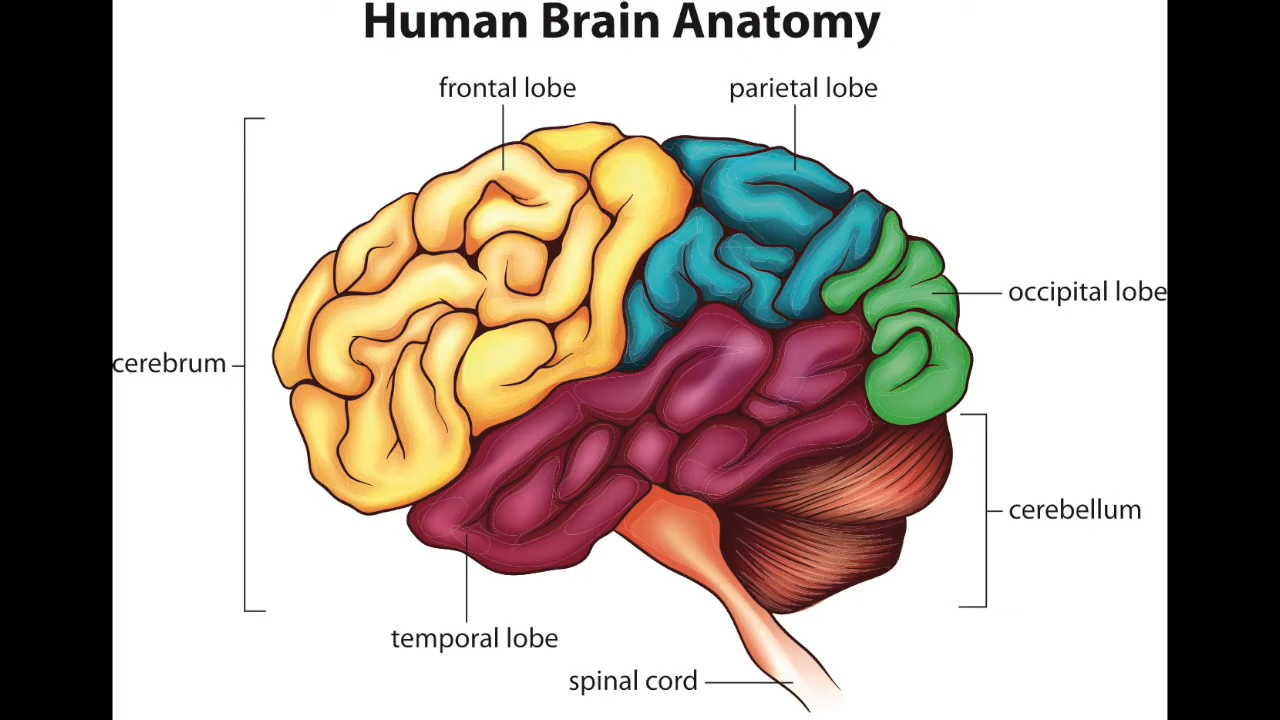 Human Brain Anatomy
frontal lobe
parietal lobe
occipital lobe
cerebrum
cerebellum
temporal lobe
spinal cord